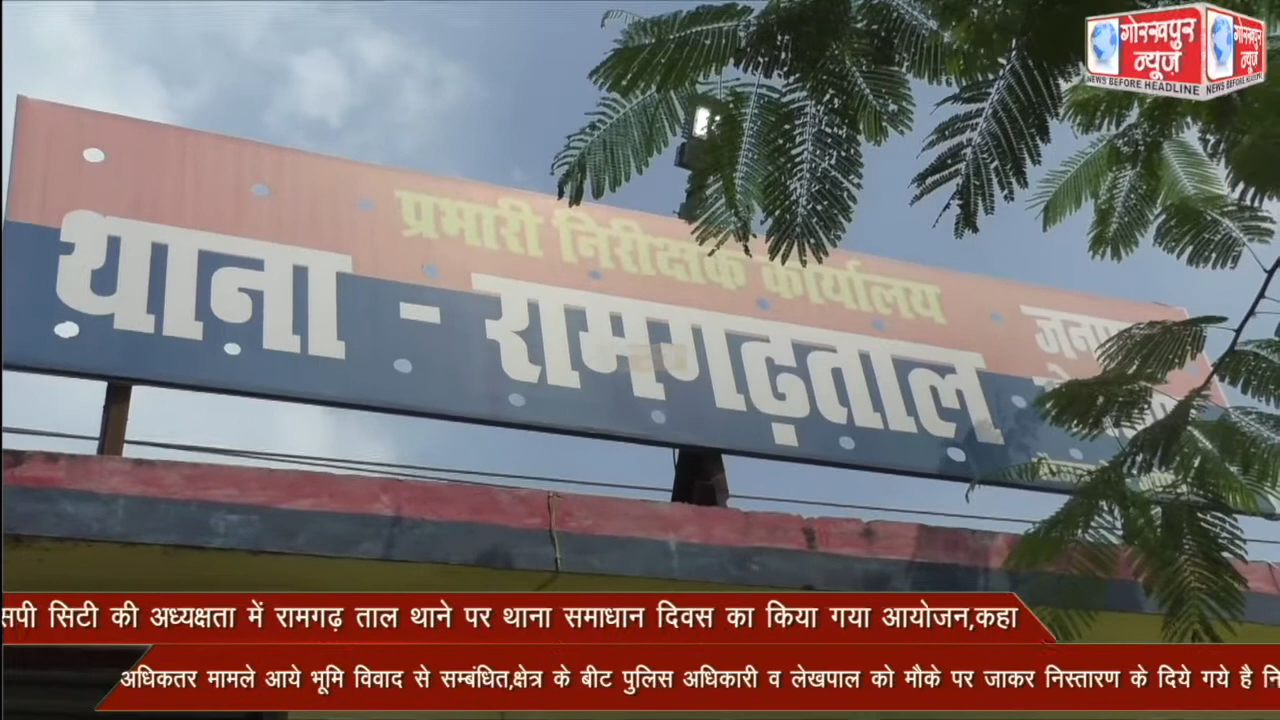 गोरखपुर
न्यूज़
NEWS BEFORE HEADLINE
गोरखपुर
न्यूज़
प्रभारी निरीक्षक कार्यालय
थाना - रामगढ़ताल
सपी सिटी की अध्यक्षता में रामगढ़ ताल थाने पर थाना समाधान दिवस का किया गया आयोजन,कहा
अधिकतर मामले आये भूमि विवाद से सम्बंधित,क्षेत्र के बीट पुलिस अधिकारी व लेखपाल को मौके पर जाकर निस्तारण के दिये गये है नि